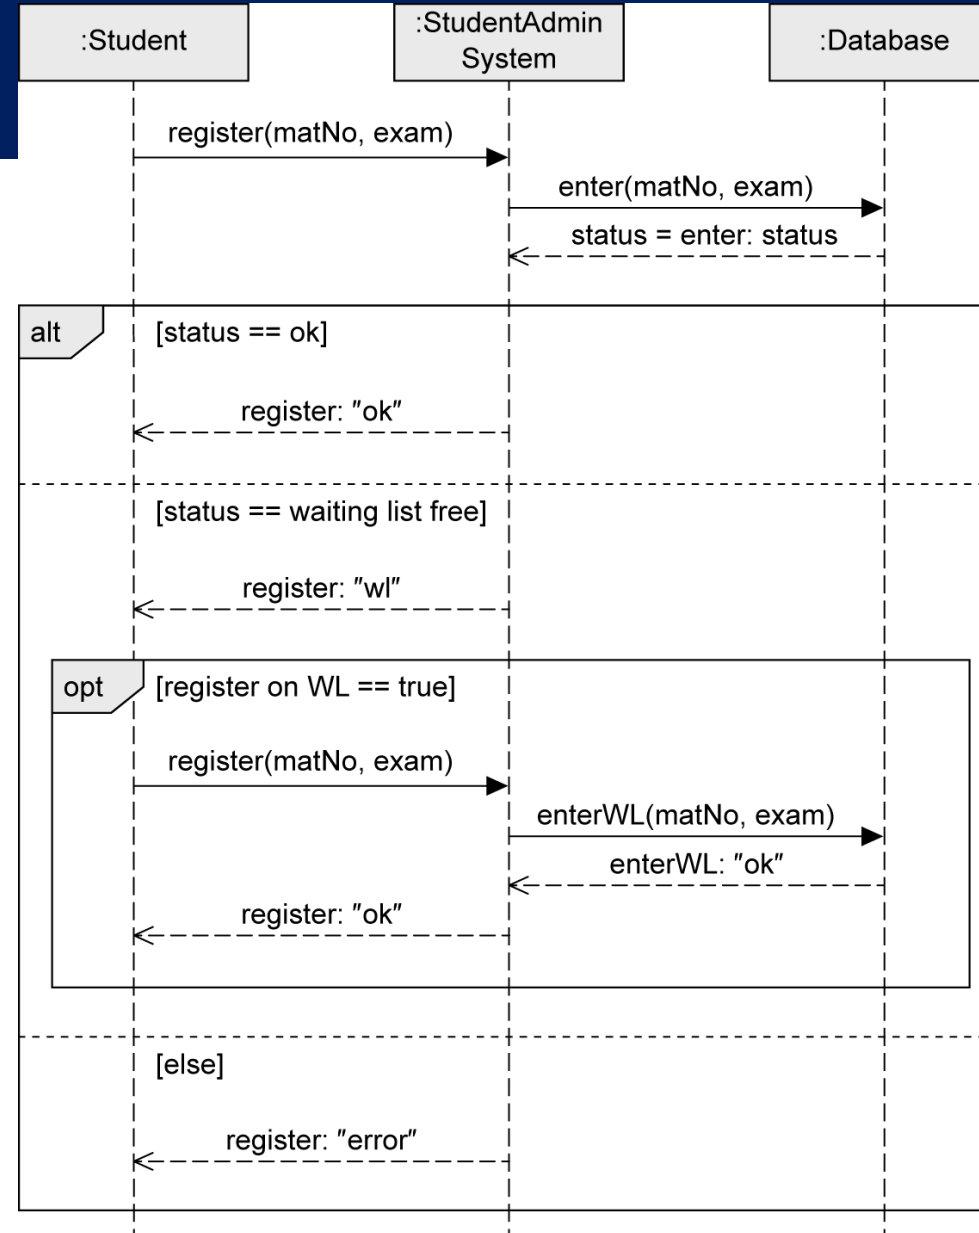 :Student
:StudentAdmin
System
:Database
register(matNo, exam)
enter(matNo, exam)
status = enter: status
alt
[status == ok]
register: "ok"
[status == waiting list free]
register: "wl"
opt
[register on WL == true]
register(matNo, exam)
enterWL(matNo, exam)
enterWL: "ok"
register: "ok"
[else]
register: "error"